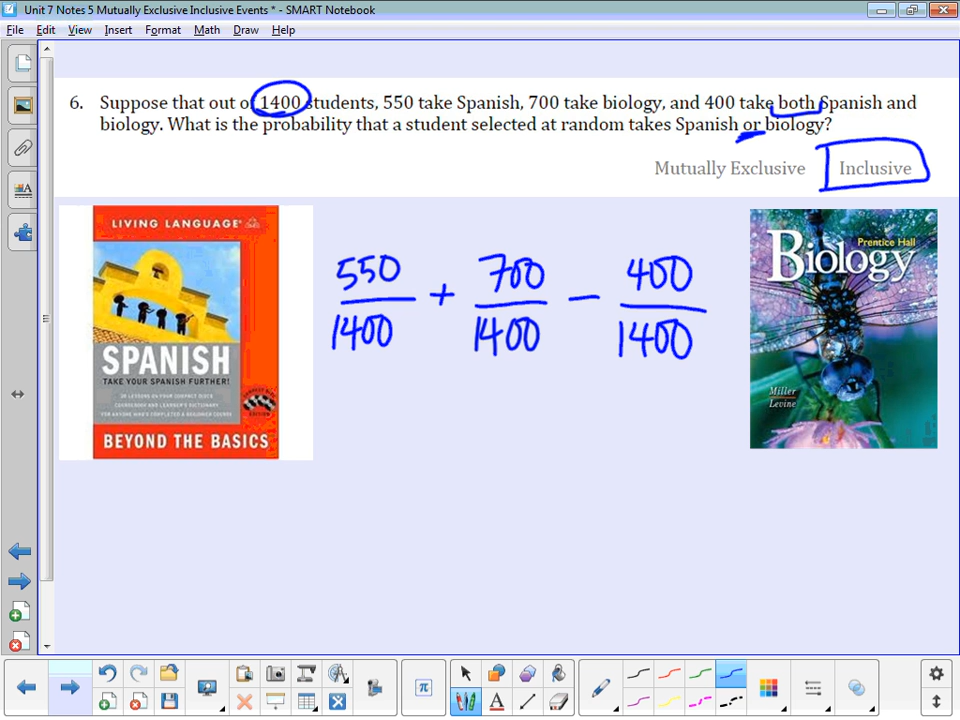 Unit 7 Notes 5 Mutually Exclusive Inclusive Events * - SMART Notebook
File Edit View Insert Format Math Draw Help
6. Suppose that out of 1400 students, 550 take Spanish, 700 take biology, and 400 take both Spanish and
biology. What is the probability that a student selected at random takes Spanish or biology?
Mutually Exclusive Inclusive
LIVING LANGUAGE
SPANISH
TAKE YOUR SPANISH FURTHER!
BEYOND THE BASICS
550/1400 + 700/1400 − 400/1400
Prentice Hall
Biology
Miller
Levine